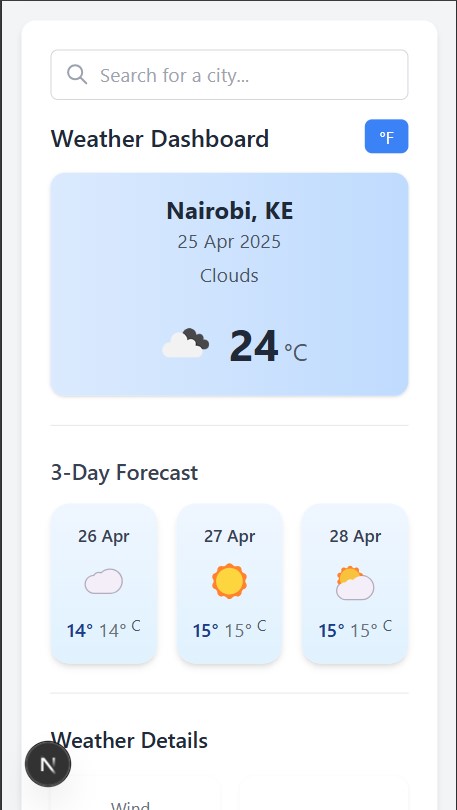 Search for a city...
Weather Dashboard
°F
Nairobi, KE
25 Apr 2025
Clouds
24 °C
3-Day Forecast
26 Apr 27 Apr 28 Apr
14° 14° C 15° 15° C 15° 15° C
Weather Details
N
Wind